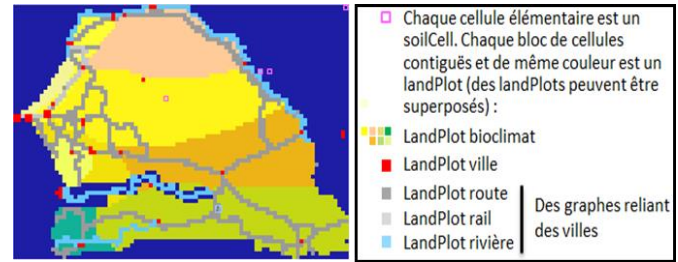 Chaque cellule élémentaire est un
soilCell. Chaque bloc de cellules
contiguës et de même couleur est un
landPlot (des landPlots peuvent être
superposés) :
LandPlot bioclimat
LandPlot ville
LandPlot route
LandPlot rail
LandPlot rivière
Des graphes reliant
des villes